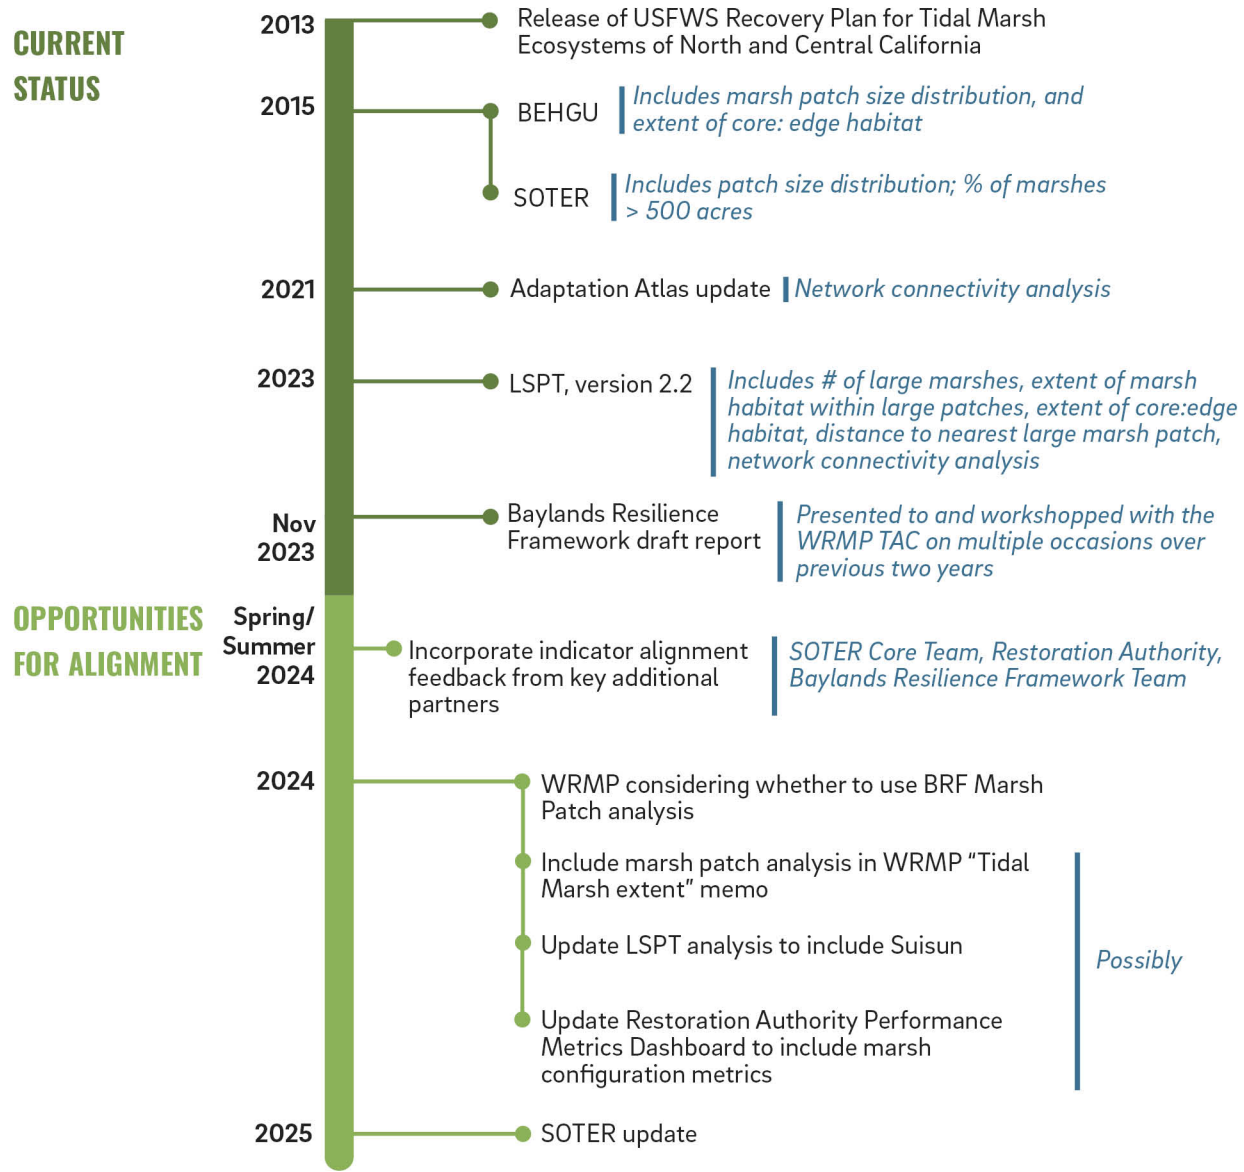 CURRENT
STATUS
2013
Release of USFWS Recovery Plan for Tidal Marsh
Ecosystems of North and Central California
2015
BEHGU
Includes marsh patch size distribution, and
extent of core: edge habitat
SOTER
Includes patch size distribution; % of marshes
> 500 acres
2021
Adaptation Atlas update
Network connectivity analysis
2023
LSPT, version 2.2
Includes # of large marshes, extent of marsh
habitat within large patches, extent of core:edge
habitat, distance to nearest large marsh patch,
network connectivity analysis
Nov
2023
Baylands Resilience
Framework draft report
Presented to and workshopped with the
WRMP TAC on multiple occasions over
previous two years
OPPORTUNITIES
FOR ALIGNMENT
Spring/
Summer
2024
Incorporate indicator alignment
feedback from key additional
partners
SOTER Core Team, Restoration Authority,
Baylands Resilience Framework Team
2024
WRMP considering whether to use BRF Marsh
Patch analysis
Include marsh patch analysis in WRMP “Tidal
Marsh extent” memo
Update LSPT analysis to include Suisun
Update Restoration Authority Performance
Metrics Dashboard to include marsh
configuration metrics
Possibly
2025
SOTER update